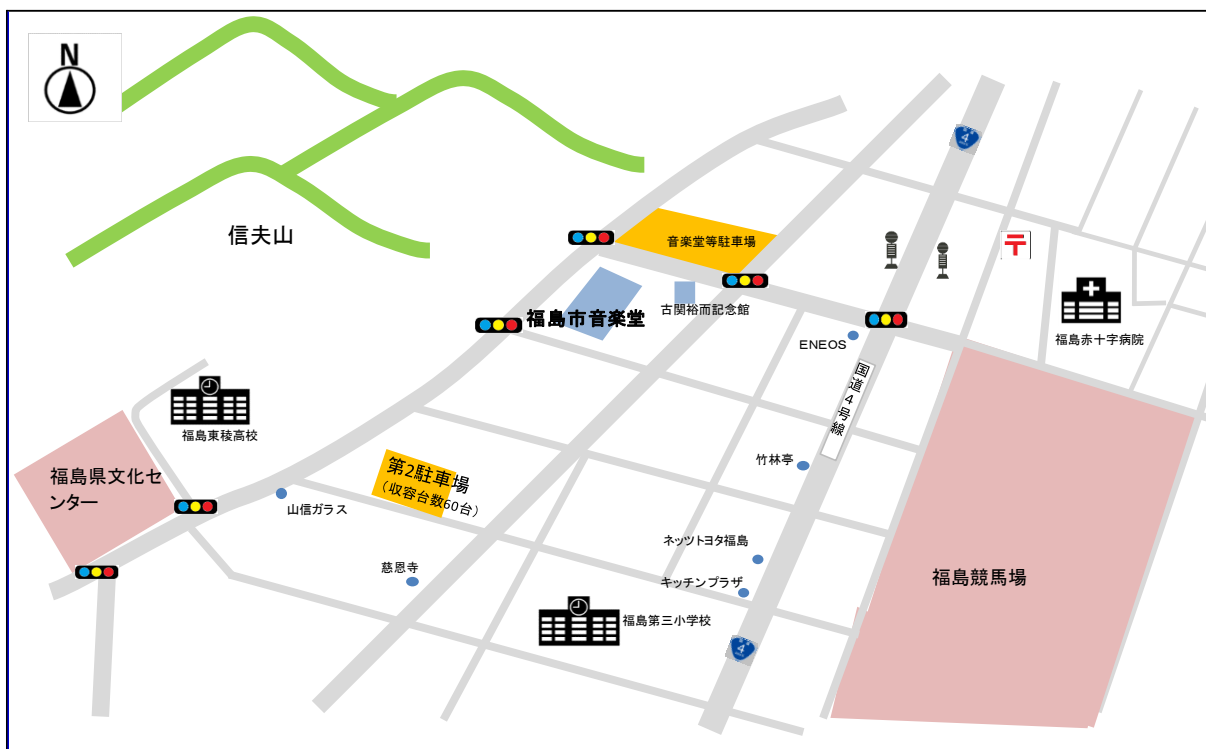 N
4
信夫山
音楽堂等駐車場
古関裕而記念館
福島市音楽堂
ENEOS
福島赤十字病院
国道4号線
福島東稜高校
竹林亭
第2駐車場
（収容台数60台）
福島県文化セ
ンター
山信ガラス
ネッツトヨタ福島
慈恩寺
キッチンプラザ
福島競馬場
福島第三小学校
4